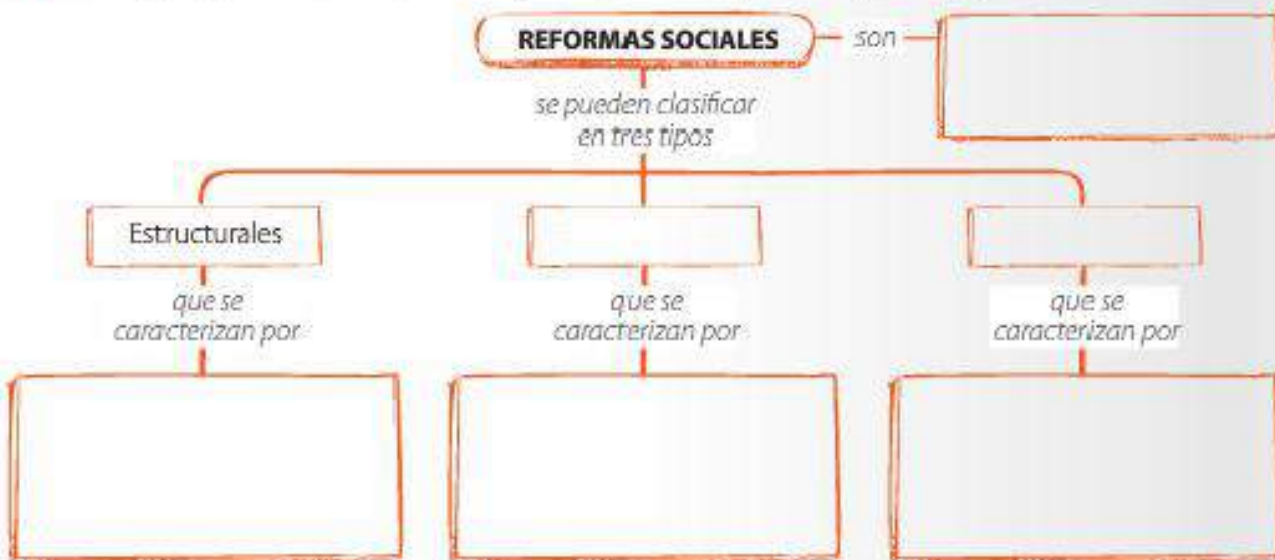 REFORMAS SOCIALES
son
se pueden clasificar
en tres tipos
Estructurales
que se
caracterizan por
que se
caracterizan por
que se
caracterizan por